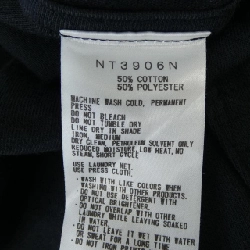 NT3906N
50% COTTON
50% POLYESTER
MACHINE WASH COLD, PERMANENT
PRESS
DO NOT BLEACH
DO NOT TUMBLE DRY
LINE DRY IN SHADE
IRON, MEDIUM
DRY CLEAN, PETROLEUM SOLVENT ONLY
REDUCED MOISTURE, LOW HEAT, NO
STEAM, SHORT CYCLE
USE LAUNDRY NET.
USE PRESS CLOTH.
・WASH WITH LIKE COLORS WHEN
WASHING WITH OTHER PRODUCTS.
・DO NOT USE DETERGENT WITH
OPTICAL BRIGHTENER.
・DO NOT OVERLAP WITH OTHER
LAUNDRY WHILE LEAVING SOAKED
IN WATER.
・DO NOT LEAVE IT WET
OR SWEAT FOR A LONG
・DO NOT IRON